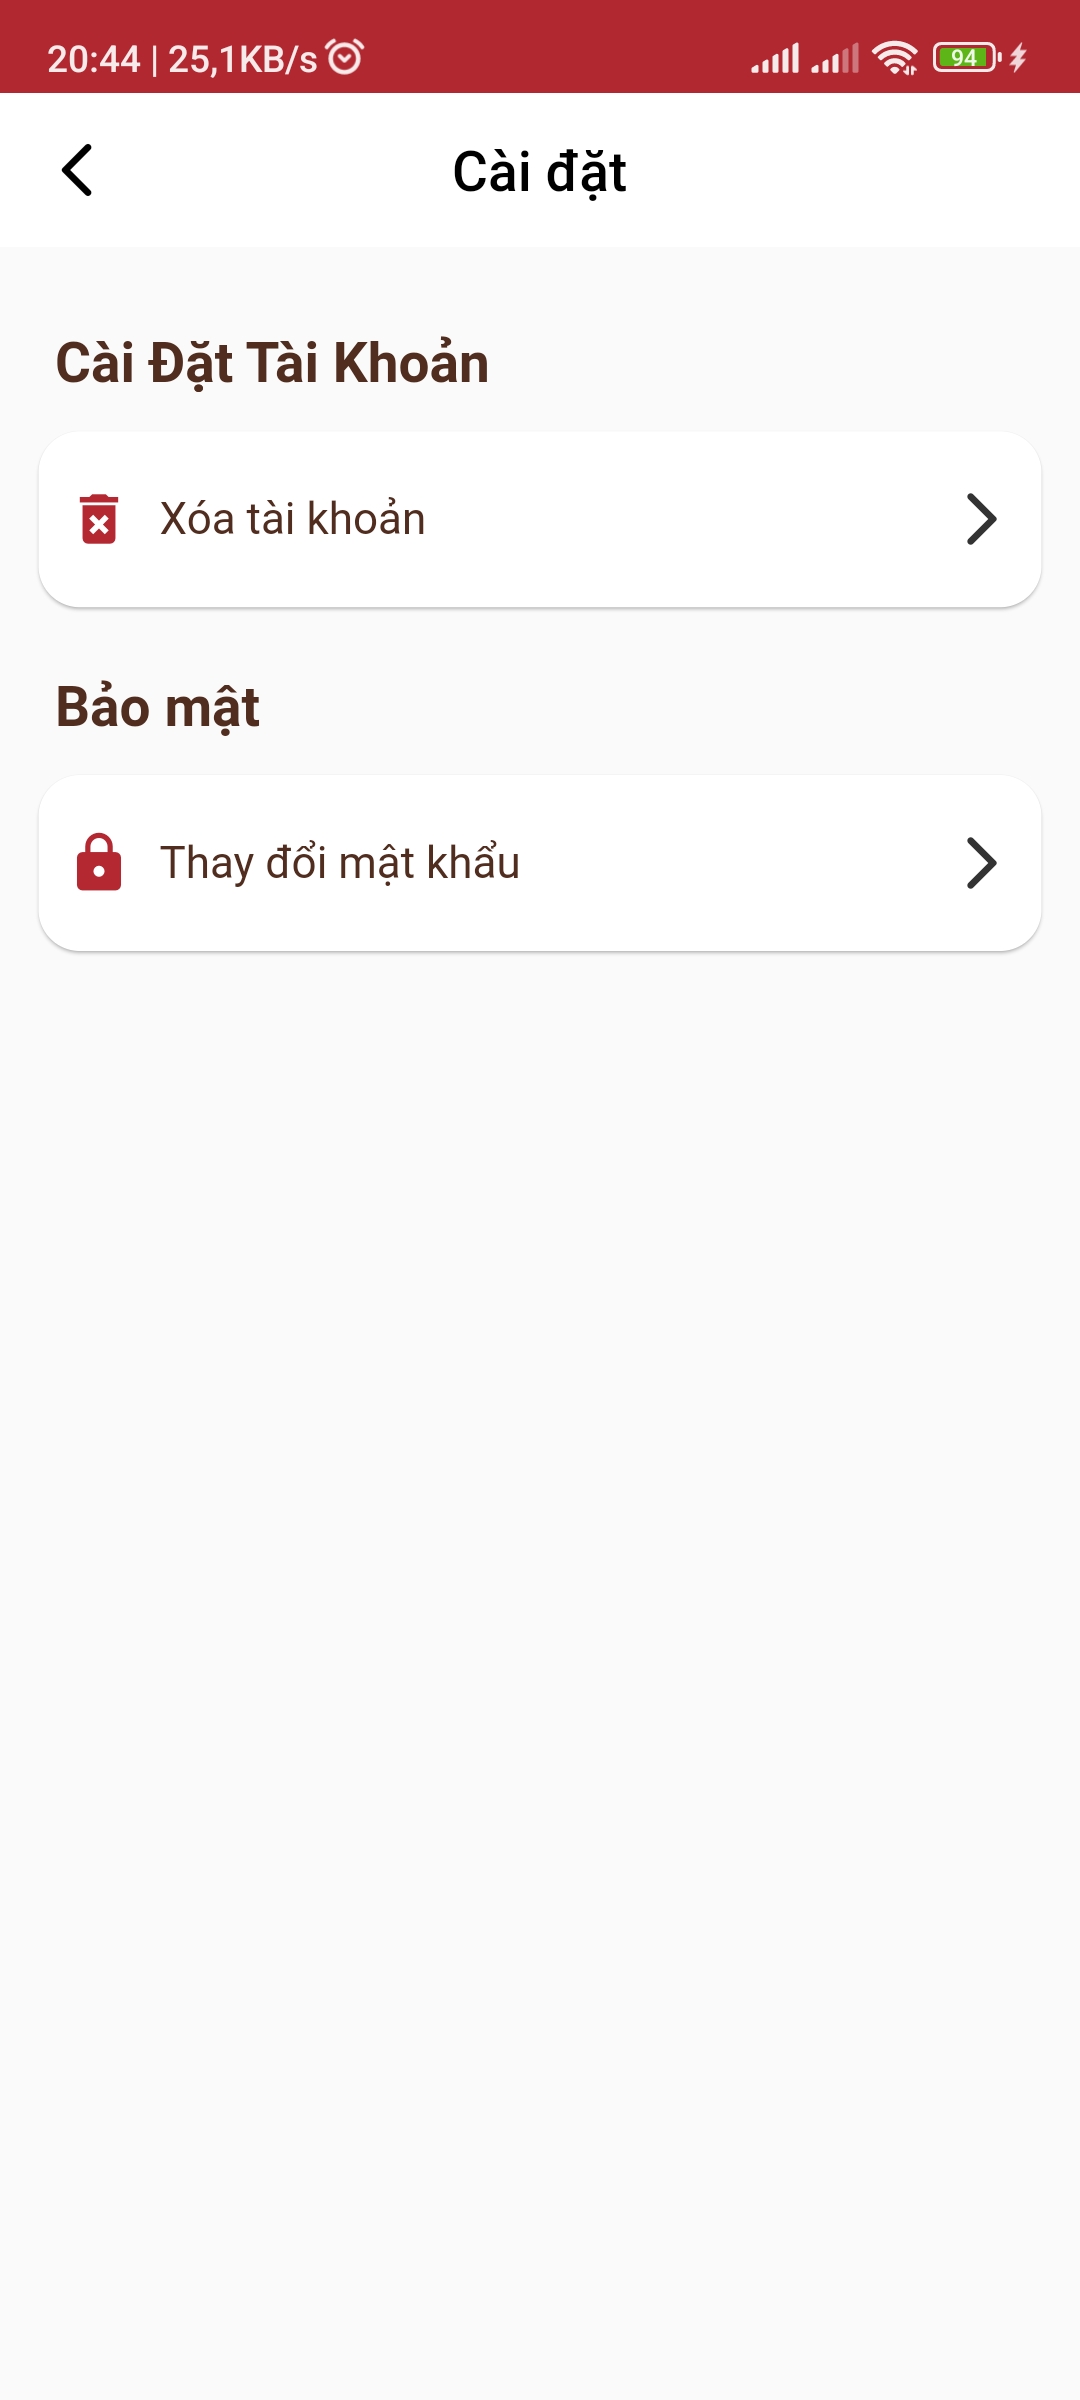 20:44 | 25,1KB/s
94
Cài đặt
Cài Đặt Tài Khoản
Xóa tài khoản
Bảo mật
Thay đổi mật khẩu